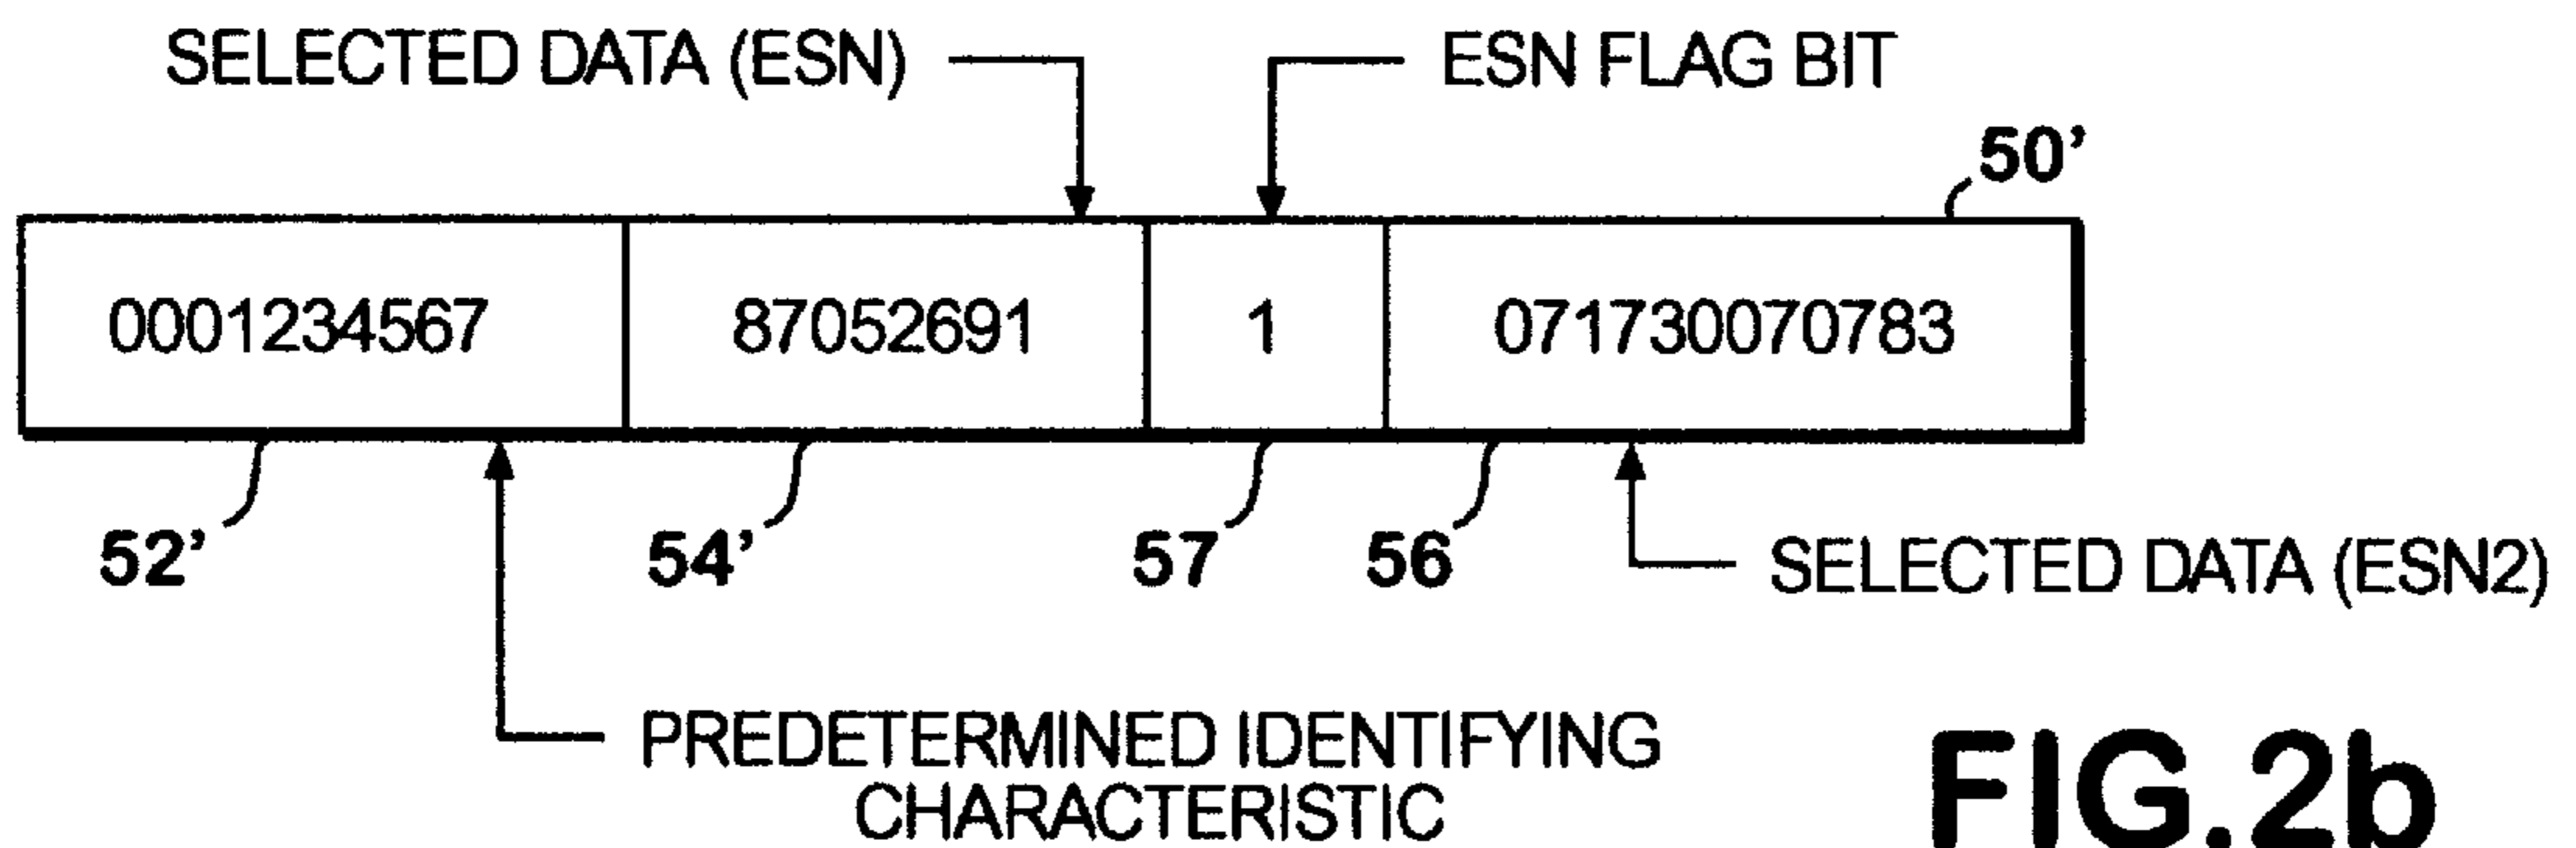 SELECTED DATA (ESN)
ESN FLAG BIT
50’
0001234567
87052691
1
071730070783
52’
54’
57
56
SELECTED DATA (ESN2)
PREDETERMINED IDENTIFYING
CHARACTERISTIC
FIG.2b